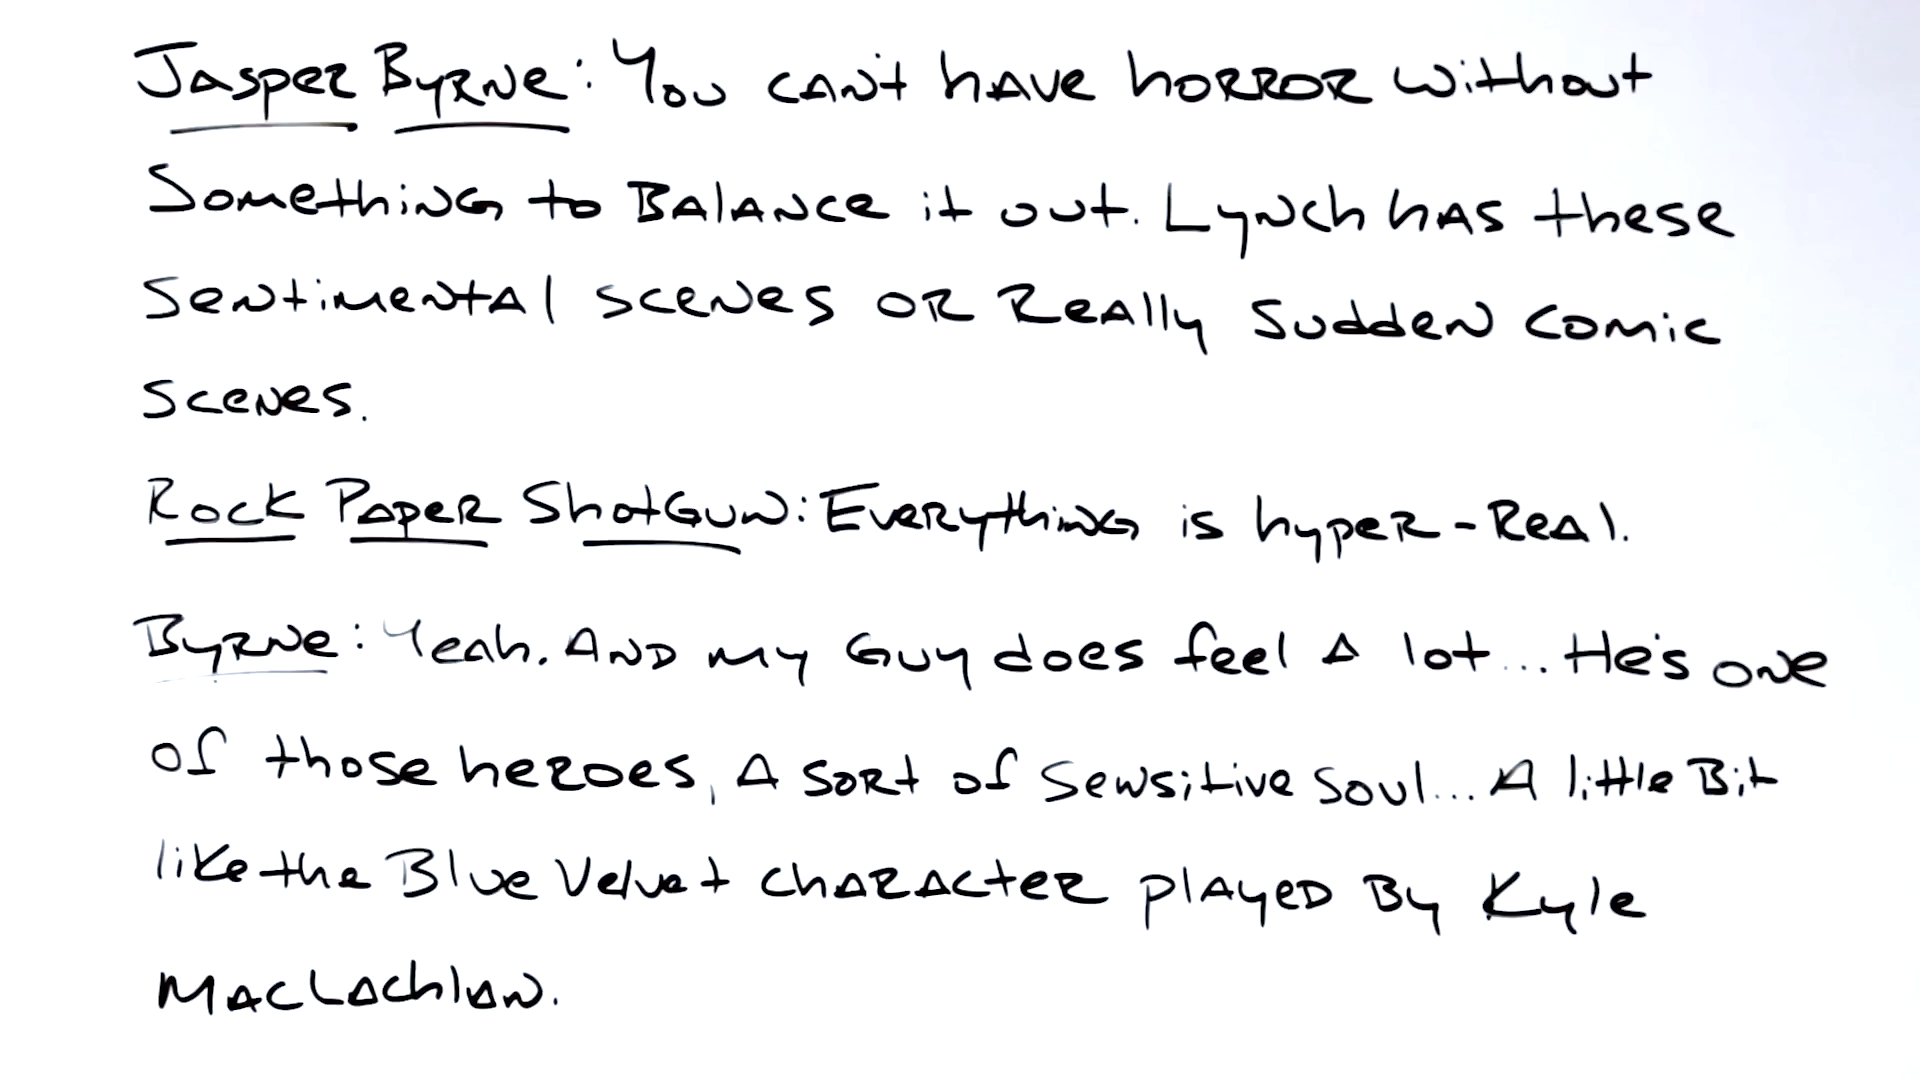 Jasper Byrne: You can't have horror without
Something to Balance it out. Lynch has these
Sentimental scenes or Really Sudden comic
scenes.
Rock Paper Shotgun: Everything is hyper-Real.
Byrne: Yeah. And my Guy does feel A lot... He's one
of those heroes, A sort of Sensitive Soul... A little Bit
like the Blue Velvet character played By Kyle
MacLachlan.